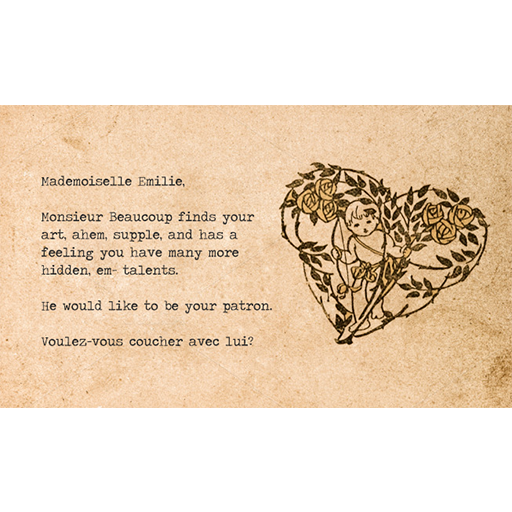 Mademoiselle Emilie,
Monsieur Beaucoup finds your
art, ahem, supple, and has a
feeling you have many more
hidden, em- talents.
He would like to be your patron.
Voulez-vous coucher avec lui?